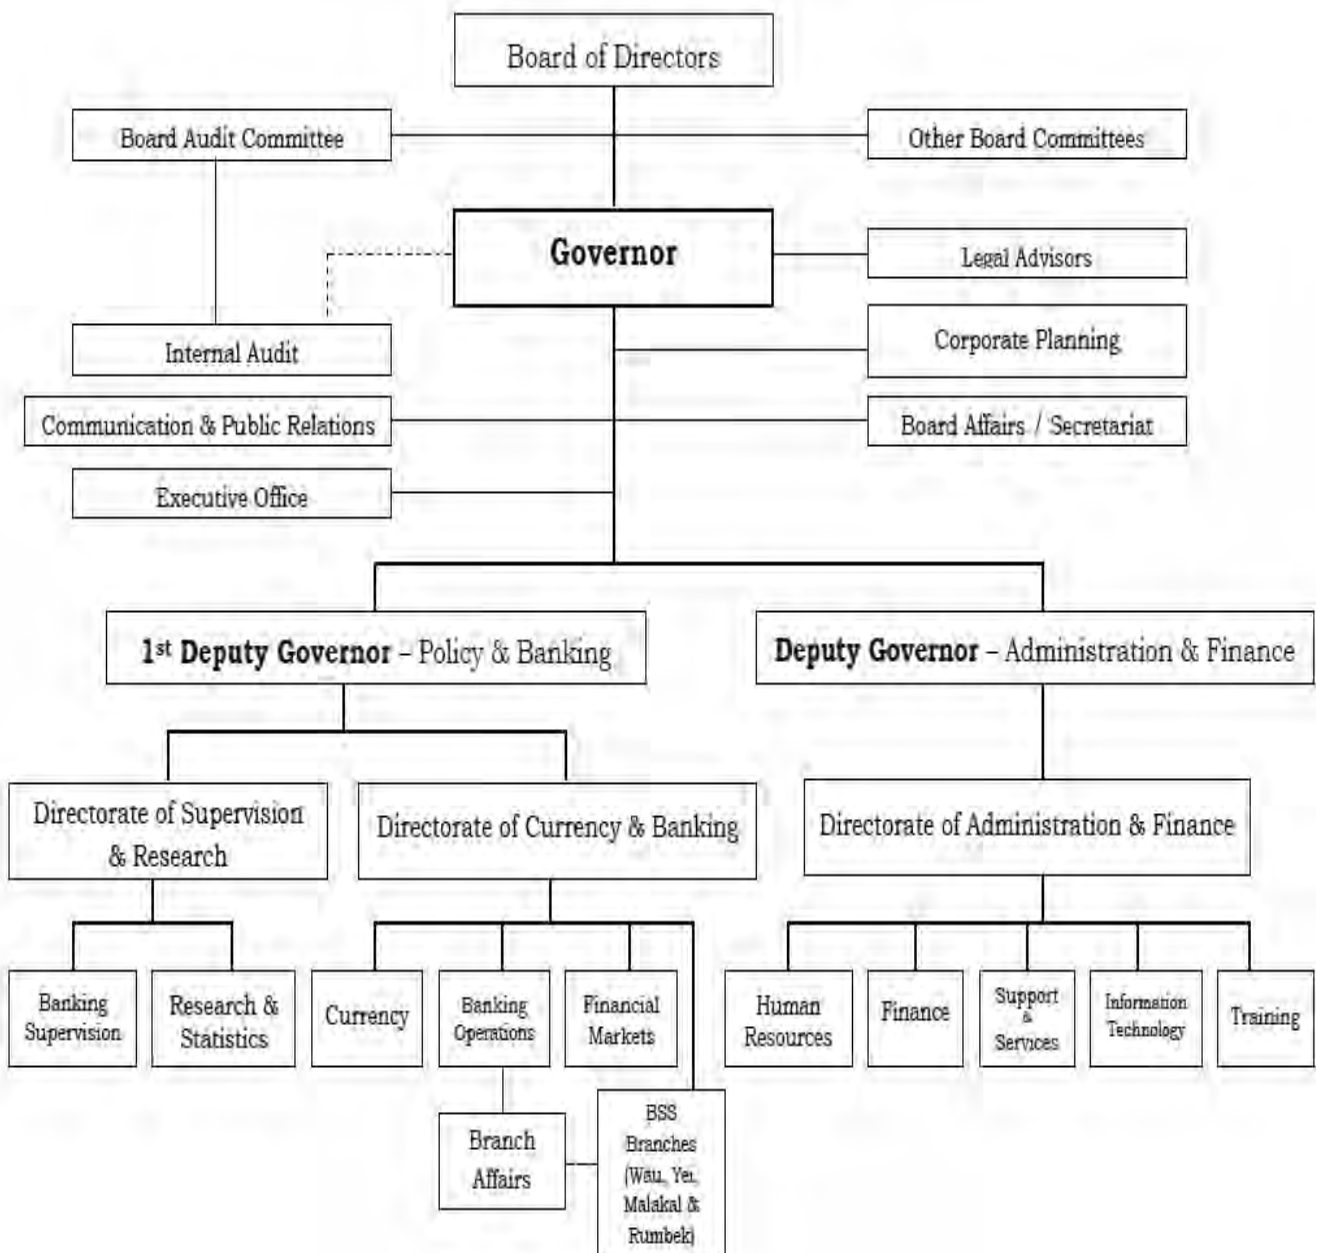 Board of Directors
Board Audit Committee
Other Board Committees
Governor
Legal Advisors
Internal Audit
Corporate Planning
Communication & Public Relations
Board Affairs / Secretariat
Executive Office
1st Deputy Governor – Policy & Banking
Deputy Governor – Administration & Finance
Directorate of Supervision
& Research
Directorate of Currency & Banking
Directorate of Administration & Finance
Banking
Supervision
Research &
Statistics
Currency
Banking
Operations
Financial
Markets
Human
Resources
Finance
Support
&
Services
Information
Technology
Training
Branch
Affairs
BSS
Branches
(Wau, Yei,
Malakal &
Rumbek)